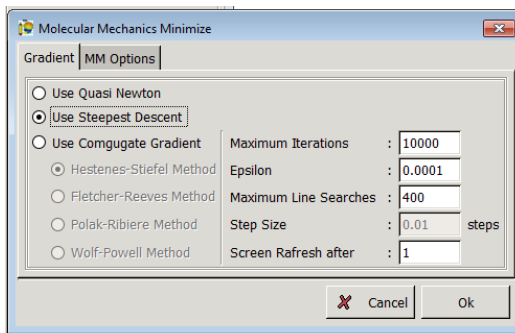 Molecular Mechanics Minimize
Gradient MM Options
Use Quasi Newton
Use Steepest Descent
Use Comgugate Gradient Maximum Iterations : 10000
Hestenes-Stiefel Method Epsilon : 0.0001
Fletcher-Reeves Method Maximum Line Searches : 400
Polak-Ribiere Method Step Size : 0.01 steps
Wolf-Powell Method Screen Rafresh after : 1
Cancel Ok